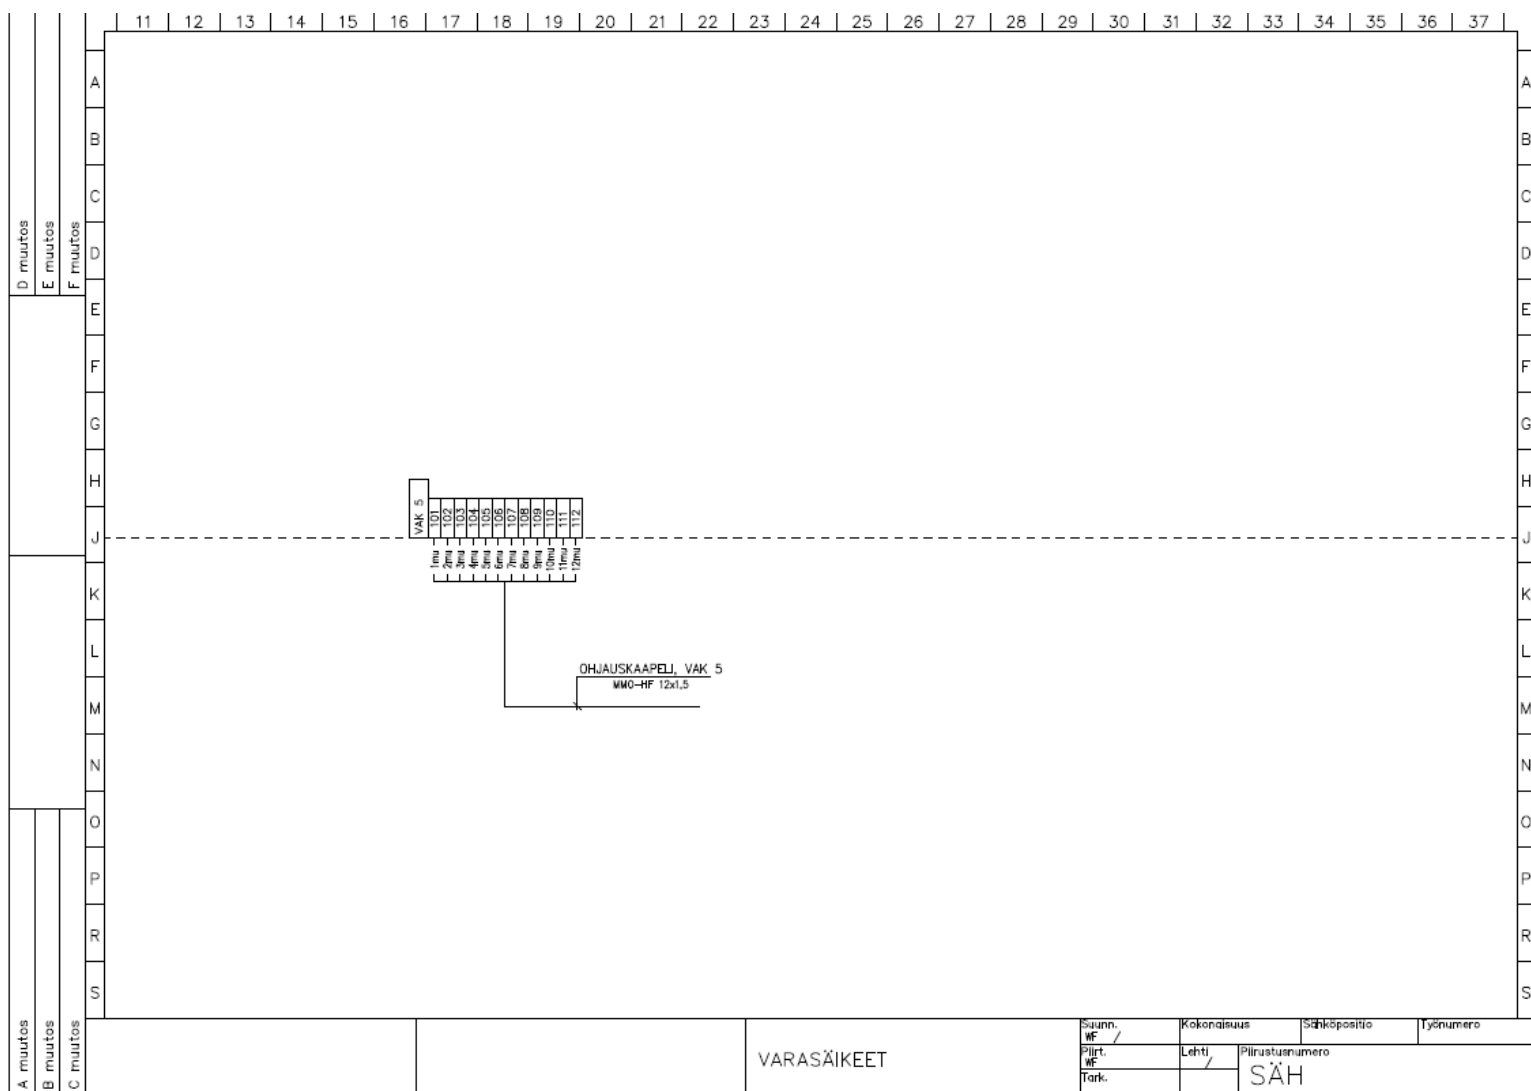 11 12 13 14 15 16 17 18 19 20 21 22 23 24 25 26 27 28 29 30 31 32 33 34 35 36 37
D muutos
E muutos
F muutos
A A
B B
C C
D D
E E
F F
G G
H H
VAK 5 101 102 103 104 105 106 107 108 109 110 111 112
J J
1mu 2mu 3mu 4mu 5mu 6mu 7mu 8mu 9mu 10mu 11mu 12mu
K K
L L
OHJAUSKAAPELI, VAK 5
MMO-HF 12x1,5
M M
N N
O O
P P
R R
S S
A muutos
B muutos
C muutos
VARASÄIKEET
Suunn. Kokonaisuus Sähköpositio Työnumero
WF /
Piirt. Lehti Piirustusnumero
WF / SÄH
Tark.